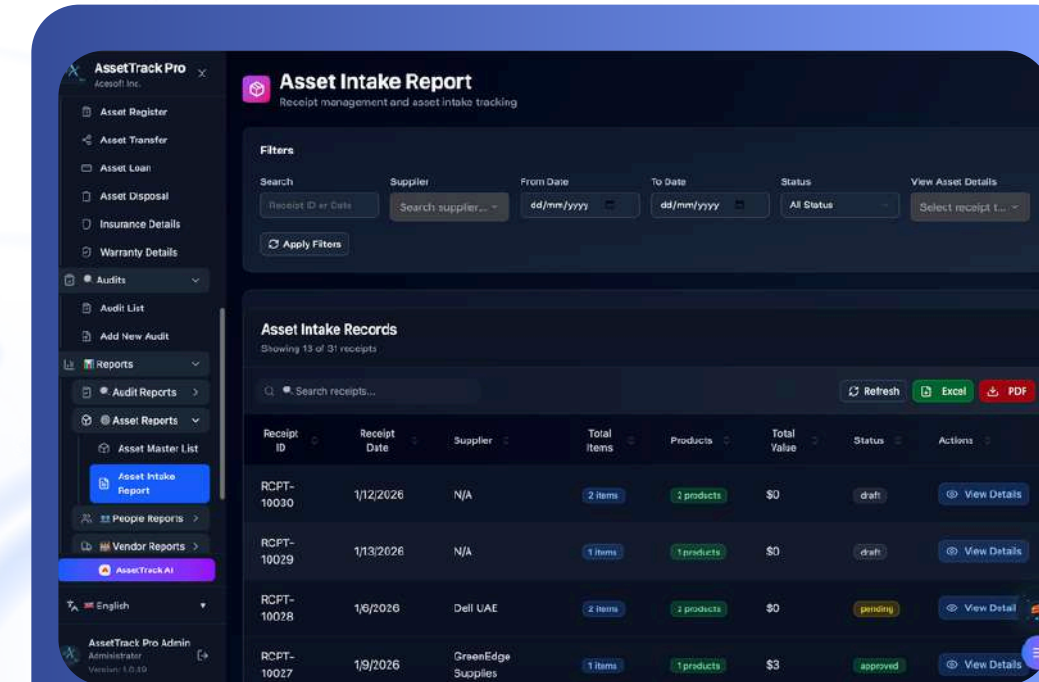 AssetTrack Pro
Acesoft Inc.
Asset Register
Asset Transfer
Asset Loan
Asset Disposal
Insurance Details
Warranty Details
Audits
Audit List
Add New Audit
Reports
Audit Reports
Asset Reports
Asset Master List
Asset Intake
Report
People Reports
Vendor Reports
AssetTrack AI
English
AssetTrack Pro Admin
Administrator
Version: 1.0.49
Asset Intake Report
Receipt management and asset intake tracking
Filters
Search Supplier From Date To Date Status View Asset Details
Receipt ID or Date Search supplier... dd/mm/yyyy dd/mm/yyyy All Status Select receipt t...
Apply Filters
Asset Intake Records
Showing 13 of 31 receipts
Search receipts... Refresh Excel PDF
Receipt ID Receipt Date Supplier Total Items Products Total Value Status Actions
RCPT-10030 1/12/2026 N/A 2 items 2 products $0 draft View Details
RCPT-10029 1/13/2026 N/A 1 items 1 products $0 draft View Details
RCPT-10028 1/6/2026 Dell UAE 2 items 2 products $0 pending View Detail
RCPT-10027 1/9/2026 GreenEdge Supplies 1 items 1 products $3 approved View Details